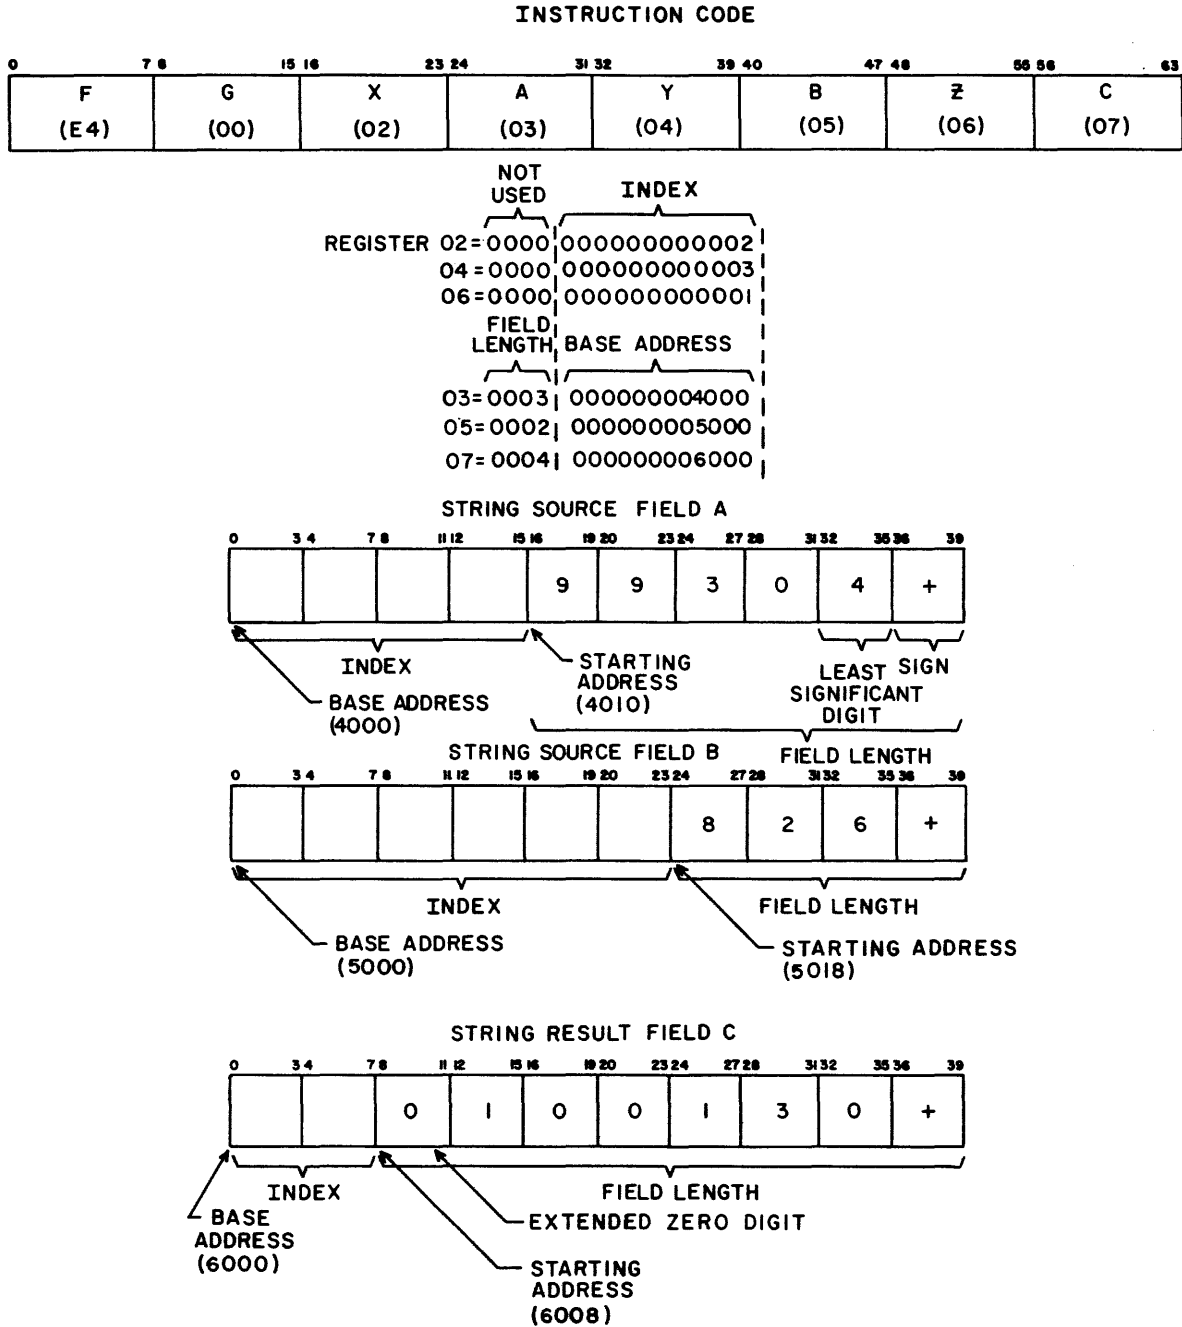 INSTRUCTION CODE
0 7 8 15 16 23 24 31 32 39 40 47 48 55 56 63
F G X A Y B Z C
(E4) (00) (02) (03) (04) (05) (06) (07)
NOT
USED INDEX
REGISTER 02=0000 000000000002
04=0000 000000000003
06=0000 000000000001
FIELD
LENGTH BASE ADDRESS
03=0003 000000004000
05=0002 000000005000
07=0004 000000006000
STRING SOURCE FIELD A
0 3 4 7 8 11 12 15 16 19 20 23 24 27 28 31 32 35 36 39
9 9 3 0 4 +
INDEX
BASE ADDRESS
(4000)
STARTING
ADDRESS
(4010)
LEAST
SIGNIFICANT
DIGIT
SIGN
FIELD LENGTH
STRING SOURCE FIELD B
0 3 4 7 8 11 12 15 16 19 20 23 24 27 28 31 32 35 36 39
8 2 6 +
INDEX
FIELD LENGTH
BASE ADDRESS
(5000)
STARTING ADDRESS
(5018)
STRING RESULT FIELD C
0 3 4 7 8 11 12 15 16 19 20 23 24 27 28 31 32 35 36 39
0 1 0 0 1 3 0 +
INDEX
FIELD LENGTH
BASE
ADDRESS
(6000)
EXTENDED ZERO DIGIT
STARTING
ADDRESS
(6008)